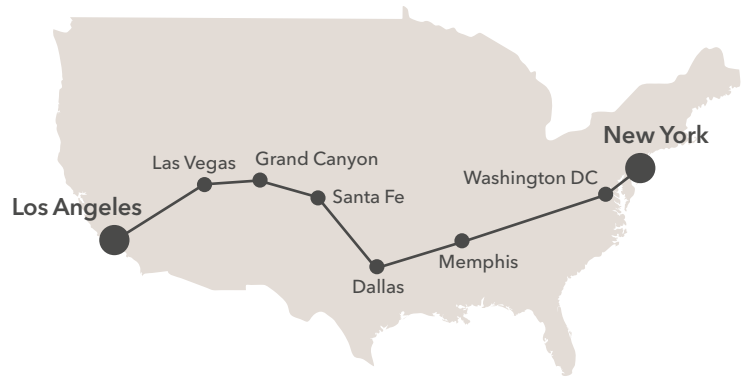 New York
Las Vegas
Grand Canyon
Washington DC
Santa Fe
Los Angeles
Memphis
Dallas